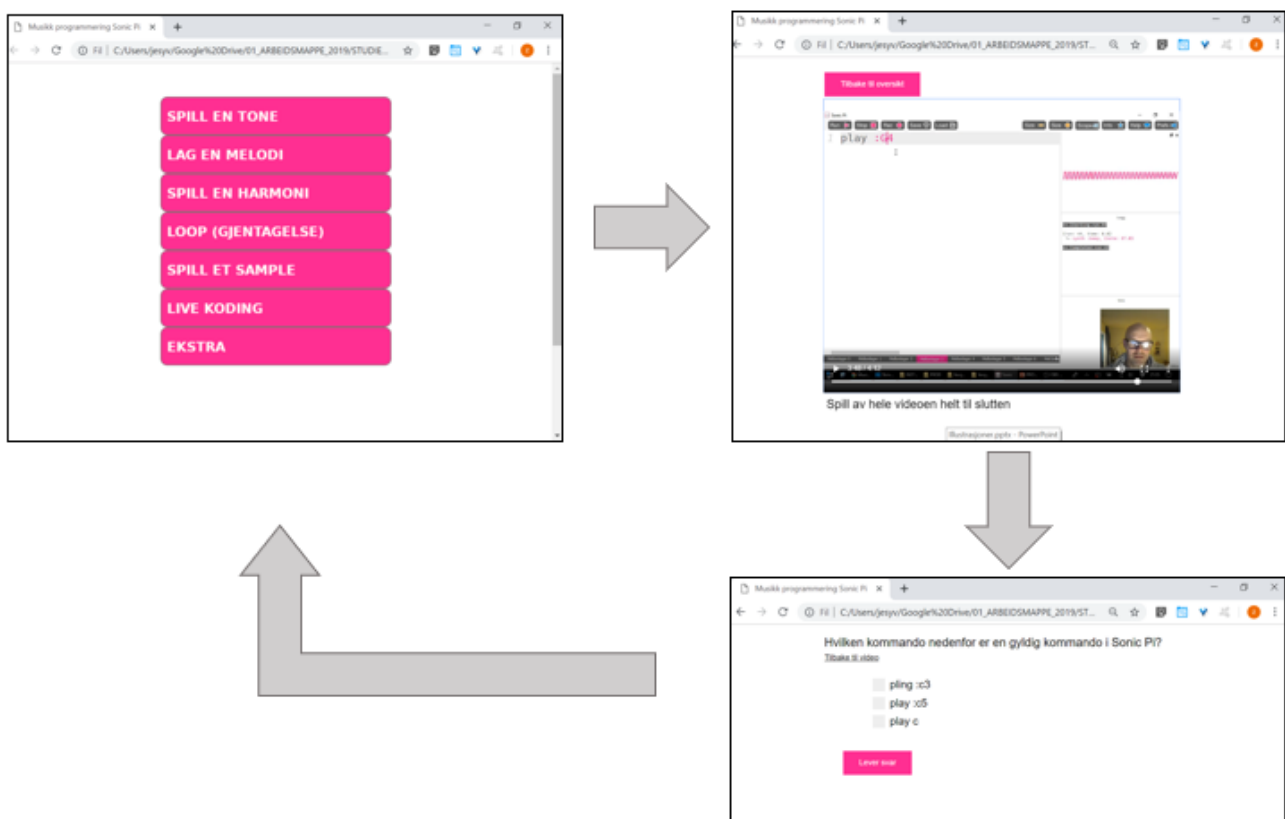 Musikk programmering Sonic Pi
Fil | C:/Users/jesyv/Google%20Drive/01_ARBEIDSMAPPE_2019/STUDIE...
SPILL EN TONE
LAG EN MELODI
SPILL EN HARMONI
LOOP (GJENTAGELSE)
SPILL ET SAMPLE
LIVE KODING
EKSTRA
Musikk programmering Sonic Pi
Fil | C:/Users/jesyv/Google%20Drive/01_ARBEIDSMAPPE_2019/ST...
Tilbake til oversikt
Sonic Pi
play :c4
Spill av hele videoen helt til slutten
Illustrasjoner.pptx - PowerPoint
Musikk programmering Sonic Pi
Fil | C:/Users/jesyv/Google%20Drive/01_ARBEIDSMAPPE_2019/ST...
Hvilken kommando nedenfor er en gyldig kommando i Sonic Pi?
Tilbake til video
pling :c3
play :c5
play c
Lever svar